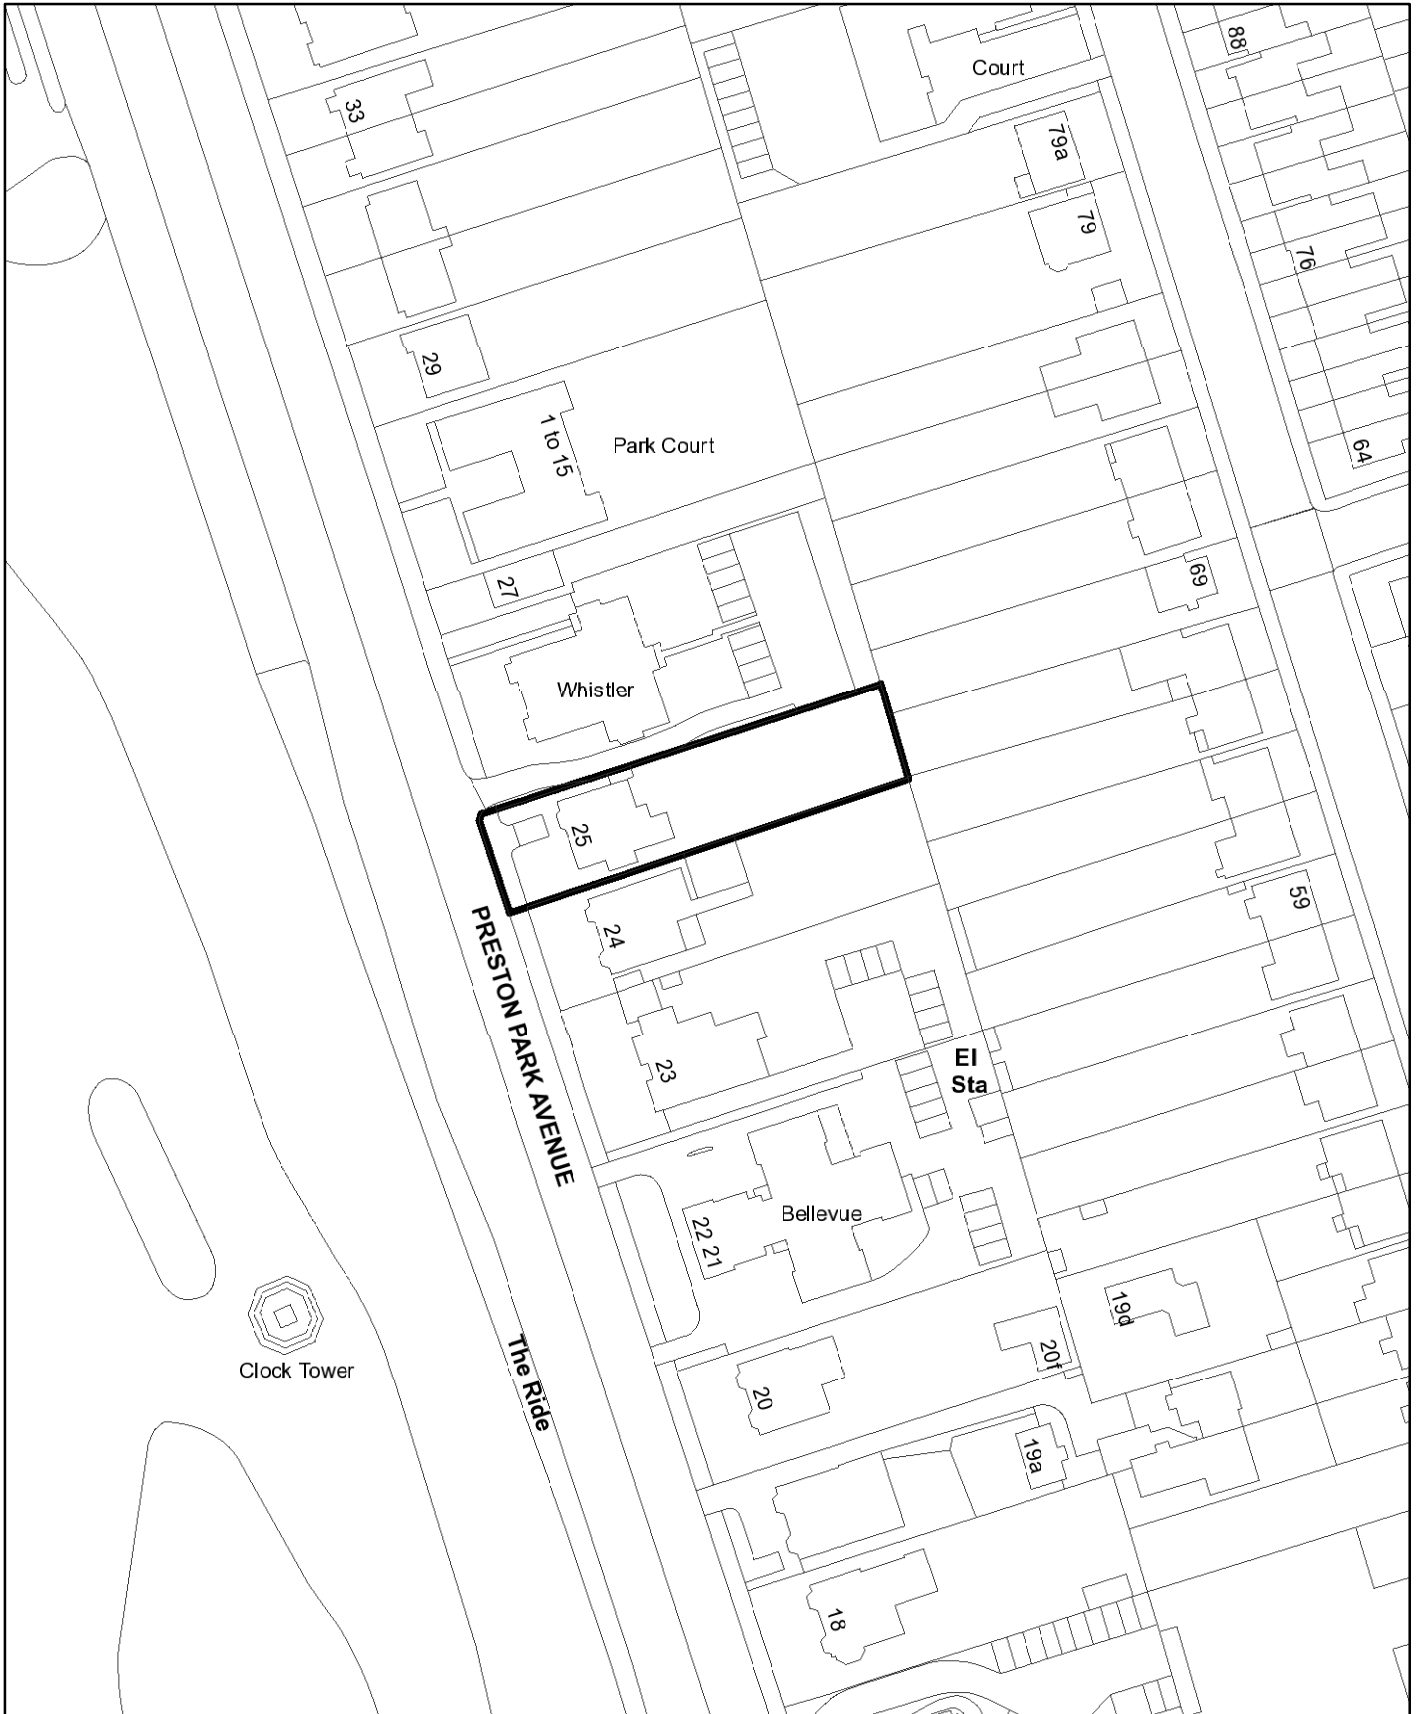 88
Court
33
79a
79
76
29
1 to 15
Park Court
64
69
27
Whistler
25
59
24
PRESTON PARK AVENUE
23
El
Sta
Bellevue
22 21
19d
Clock Tower
The Ride
20f
20
19a
18